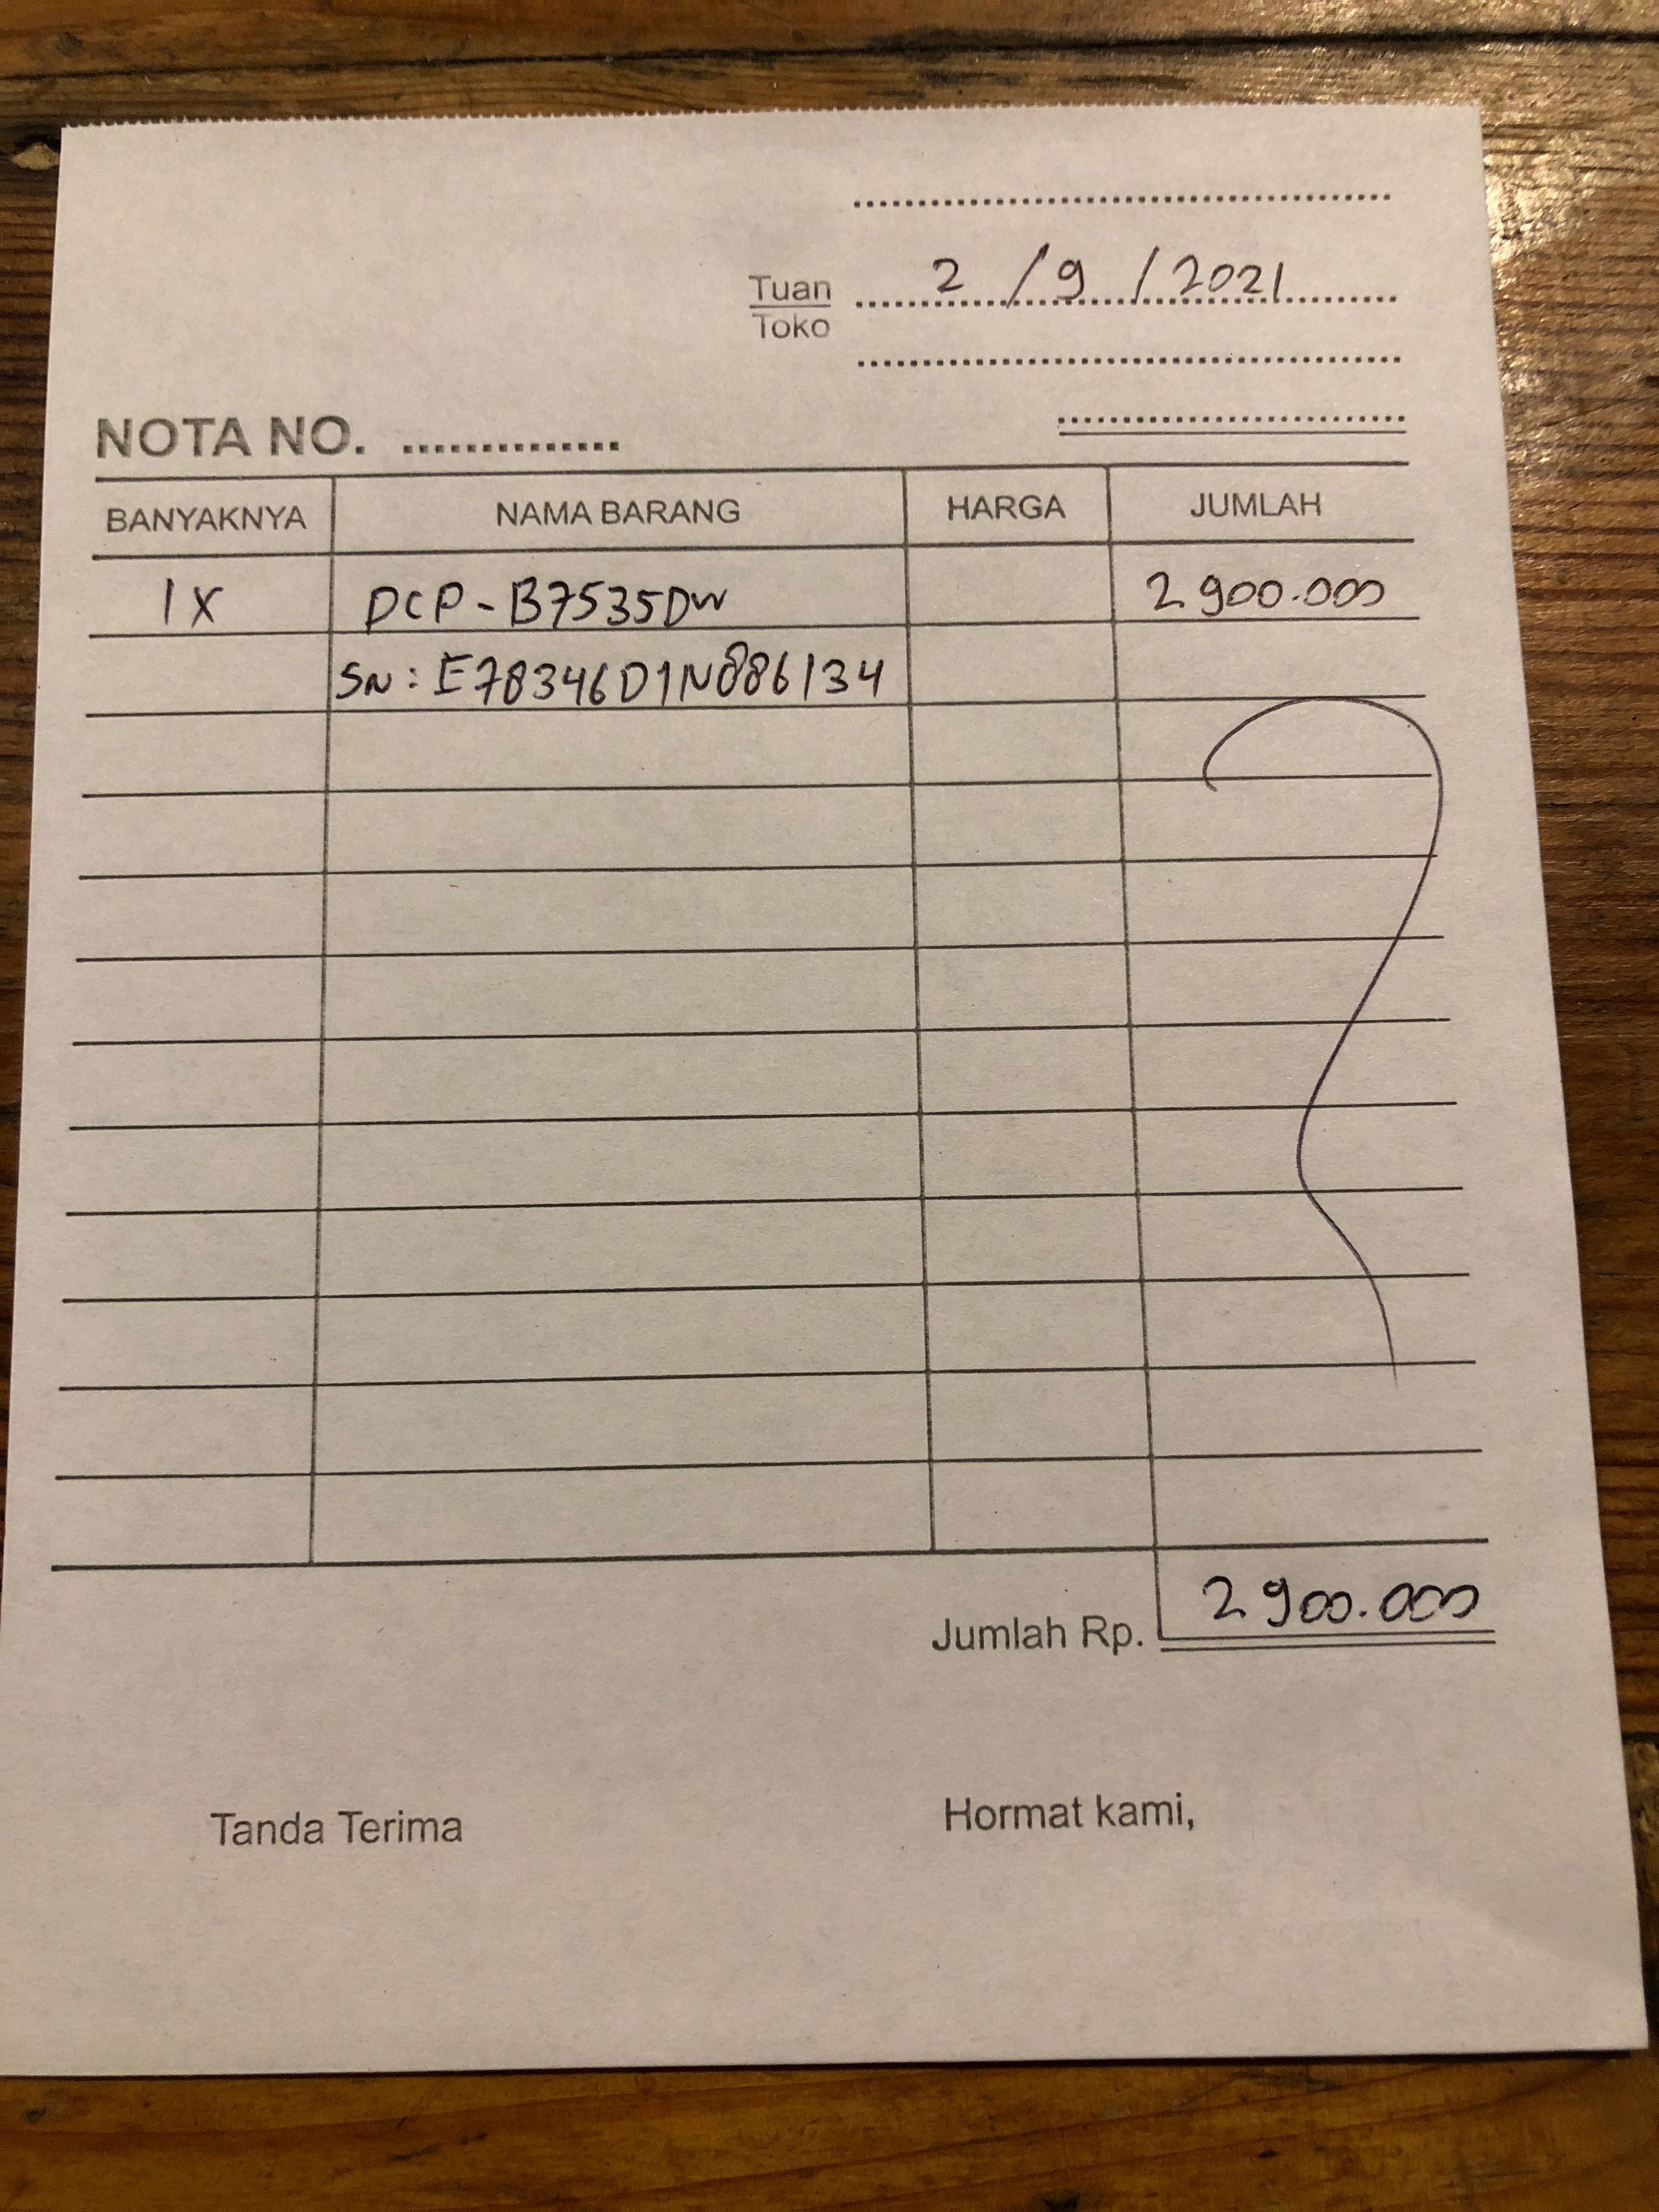 2 / 9 / 2021
Tuan
Toko
NOTA NO. ..............
BANYAKNYA NAMA BARANG HARGA JUMLAH
1 X DCP-B7535DW 2 900.000
SN: E78346D1N886134
Jumlah Rp. 2 900.000
Tanda Terima Hormat kami,